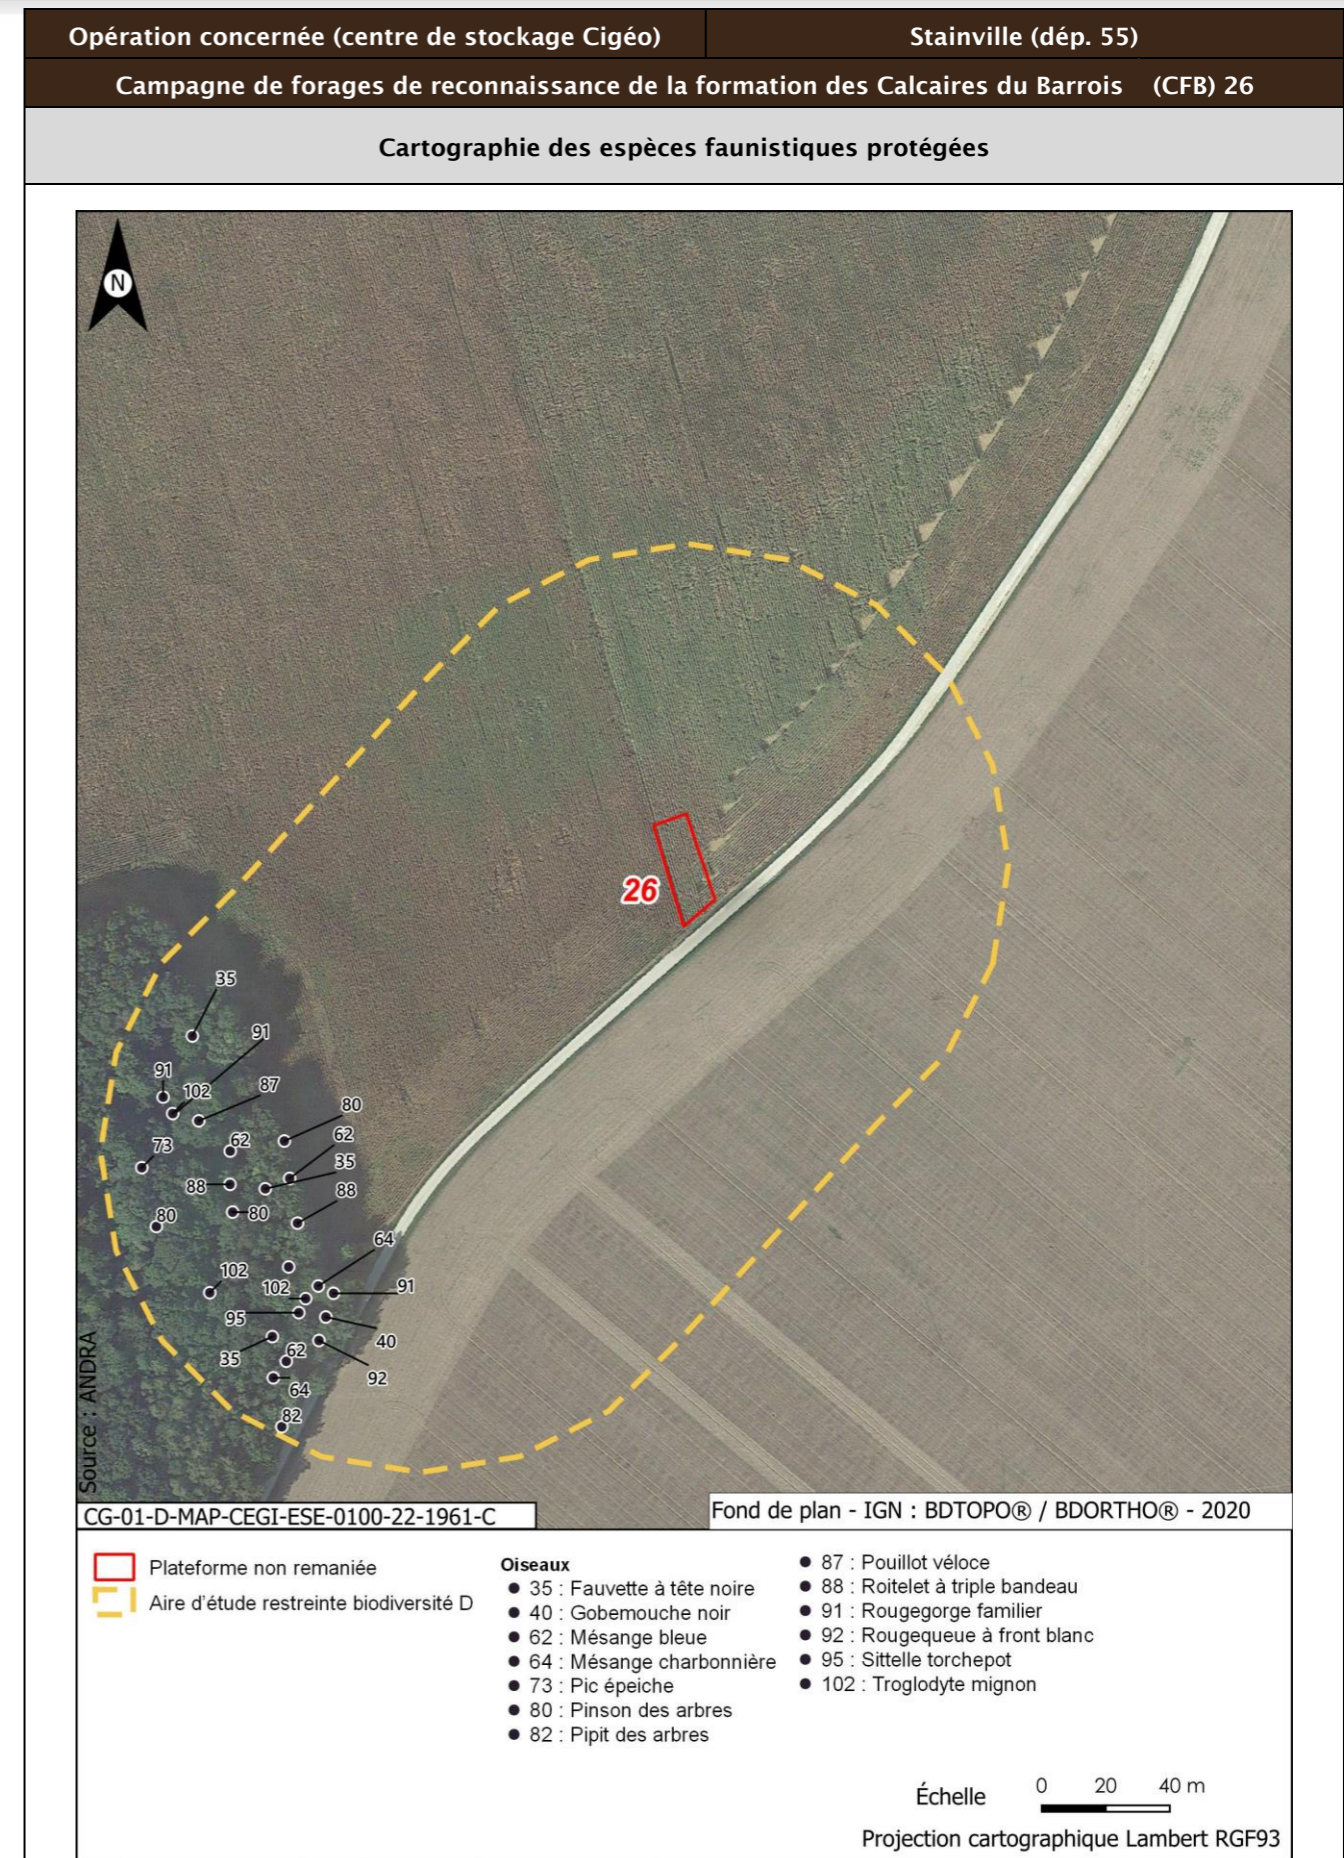 Opération concernée (centre de stockage Cigéo)
Stainville (dép. 55)
Campagne de forages de reconnaissance de la formation des Calcaires du Barrois (CFB) 26
Cartographie des espèces faunistiques protégées
N
26
35
91
91
102
87
80
73
62
62
35
88
88
80
80
64
102
102
91
95
40
35
62
92
64
82
Source : ANDRA
CG-01-D-MAP-CEGI-ESE-0100-22-1961-C
Fond de plan - IGN : BDTOPO® / BDORTHO® - 2020
Plateforme non remaniée
Aire d'étude restreinte biodiversité D
Oiseaux
35 : Fauvette à tête noire
40 : Gobemouche noir
62 : Mésange bleue
64 : Mésange charbonnière
73 : Pic épeiche
80 : Pinson des arbres
82 : Pipit des arbres
87 : Pouillot véloce
88 : Roitelet à triple bandeau
91 : Rougegorge familier
92 : Rougequeue à front blanc
95 : Sittelle torchepot
102 : Troglodyte mignon
Échelle
0 20 40 m
Projection cartographique Lambert RGF93